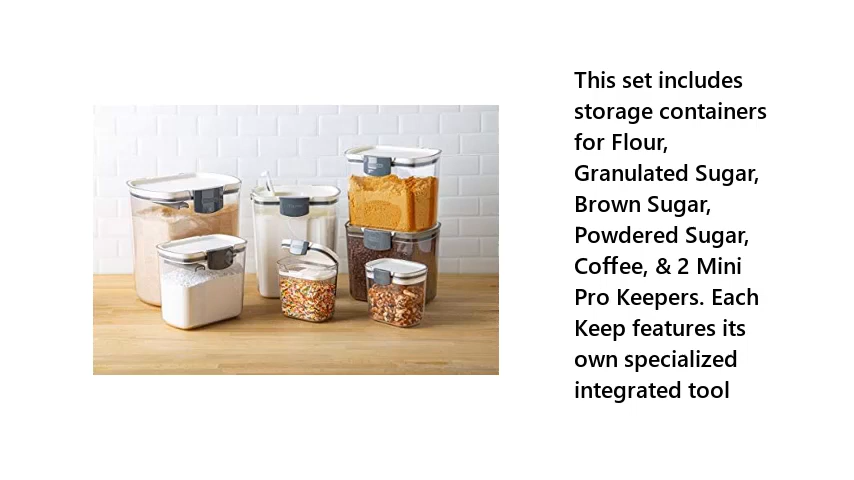 This set includes
storage containers
for Flour,
Granulated Sugar,
Brown Sugar,
Powdered Sugar,
Coffee, & 2 Mini
Pro Keepers. Each
Keep features its
own specialized
integrated tool